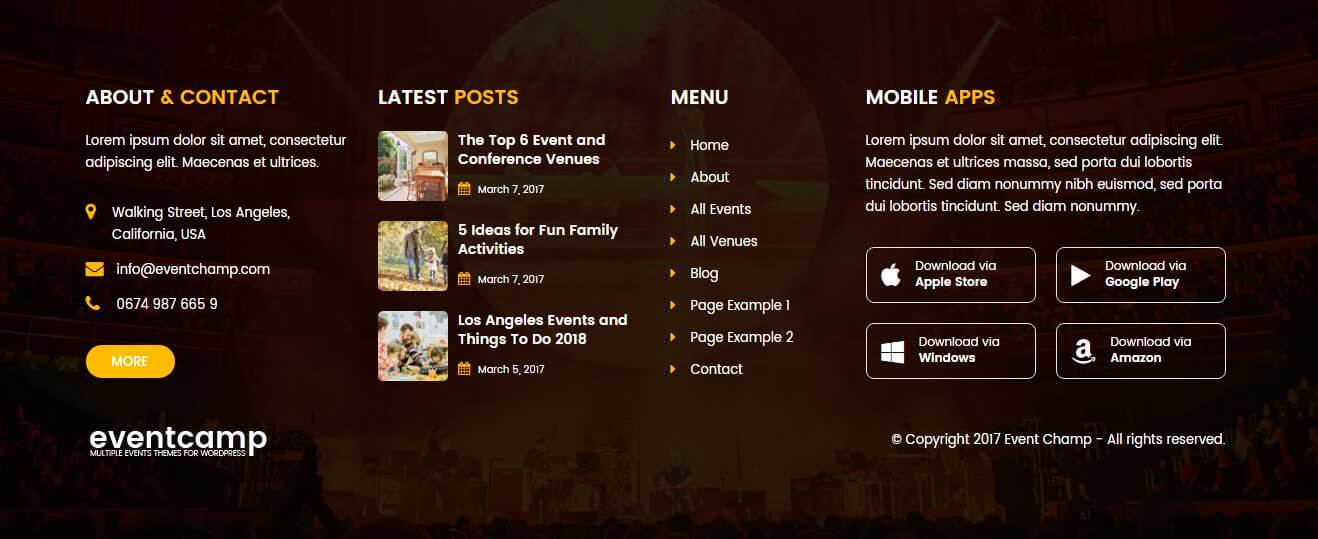 ABOUT & CONTACT
Lorem ipsum dolor sit amet, consectetur
adipiscing elit. Maecenas et ultrices.
Walking Street, Los Angeles,
California, USA
info@eventchamp.com
0674 987 665 9
MORE
LATEST POSTS
The Top 6 Event and
Conference Venues
March 7, 2017
5 Ideas for Fun Family
Activities
March 7, 2017
Los Angeles Events and
Things To Do 2018
March 5, 2017
MENU
Home
About
All Events
All Venues
Blog
Page Example 1
Page Example 2
Contact
MOBILE APPS
Lorem ipsum dolor sit amet, consectetur adipiscing elit.
Maecenas et ultrices massa, sed porta dui lobortis
tincidunt. Sed diam nonummy nibh euismod, sed porta
dui lobortis tincidunt. Sed diam nonummy.
Download via
Apple Store
Download via
Google Play
Download via
Windows
Download via
Amazon
eventcamp
MULTIPLE EVENTS THEMES FOR WORDPRESS
© Copyright 2017 Event Champ - All rights reserved.